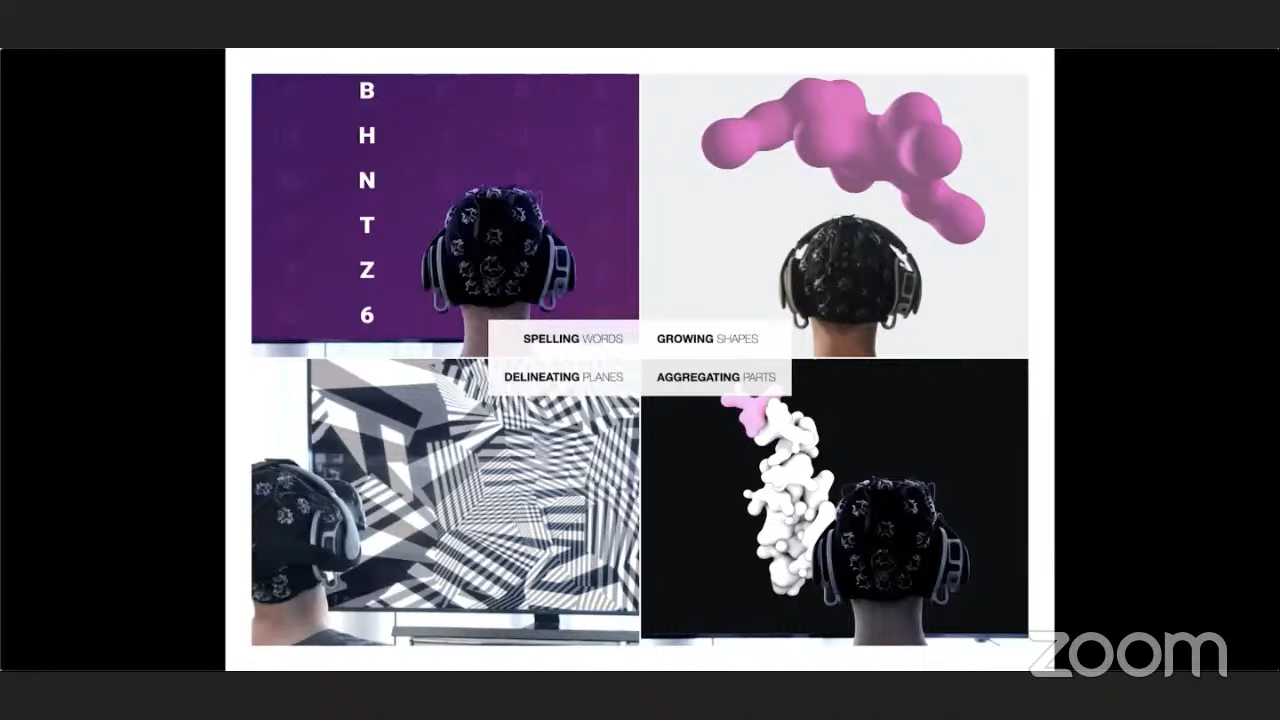 B
H
N
T
Z
6
SPELLING WORDS
GROWING SHAPES
DELINEATING PLANES
AGGREGATING PARTS
zoom